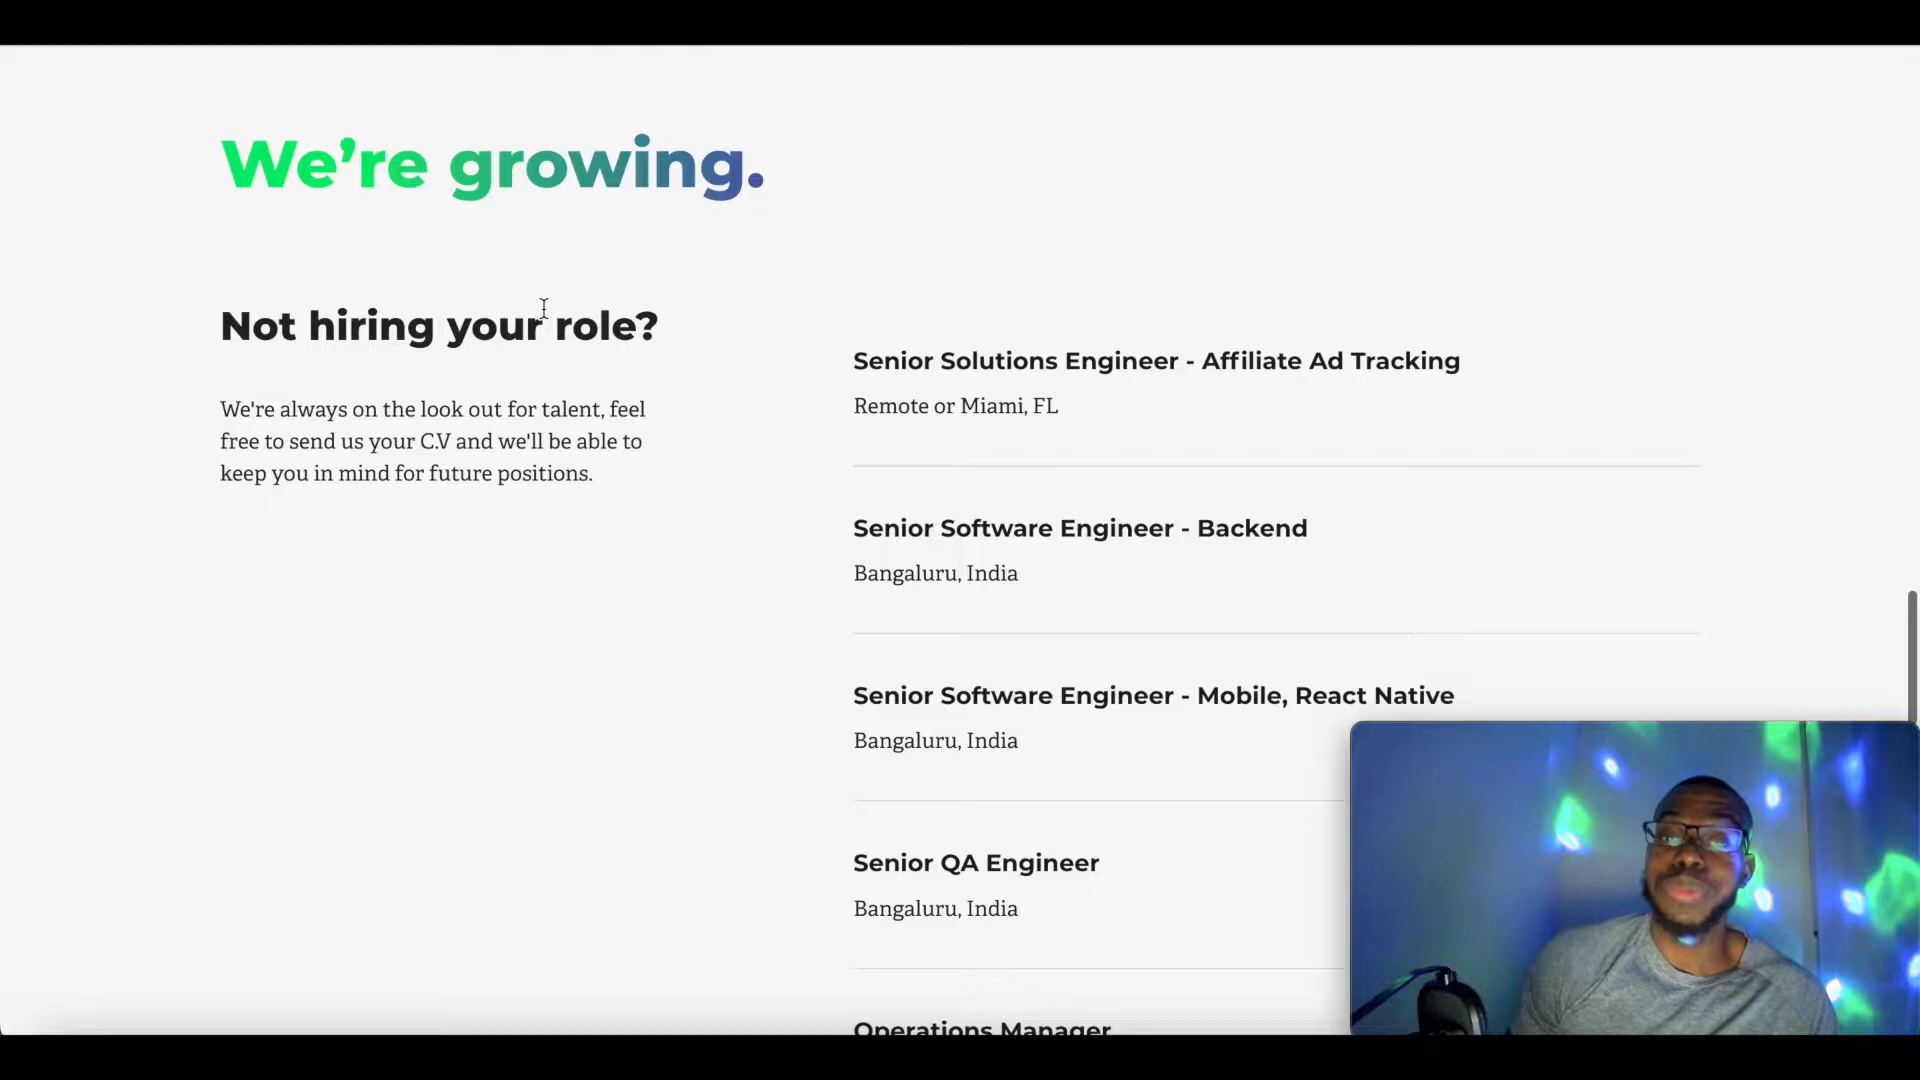 We’re growing.
Not hiring your role?
We're always on the look out for talent, feel
free to send us your C.V and we'll be able to
keep you in mind for future positions.
Senior Solutions Engineer - Affiliate Ad Tracking
Remote or Miami, FL
Senior Software Engineer - Backend
Bangaluru, India
Senior Software Engineer - Mobile, React Native
Bangaluru, India
Senior QA Engineer
Bangaluru, India
Operations Manager